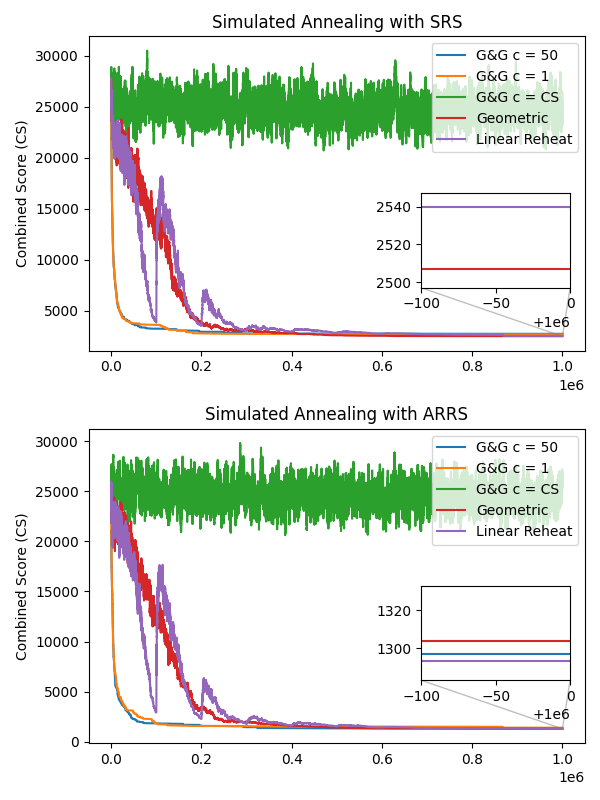 Simulated Annealing with SRS
Combined Score (CS)
30000
25000
20000
15000
10000
5000
G&G c = 50
G&G c = 1
G&G c = CS
Geometric
Linear Reheat
2540
2520
2500
−100
−50
0
+1e6
0.0
0.2
0.4
0.6
0.8
1.0
1e6
Simulated Annealing with ARRS
Combined Score (CS)
30000
25000
20000
15000
10000
5000
0
G&G c = 50
G&G c = 1
G&G c = CS
Geometric
Linear Reheat
1320
1300
−100
−50
0
+1e6
0.0
0.2
0.4
0.6
0.8
1.0
1e6